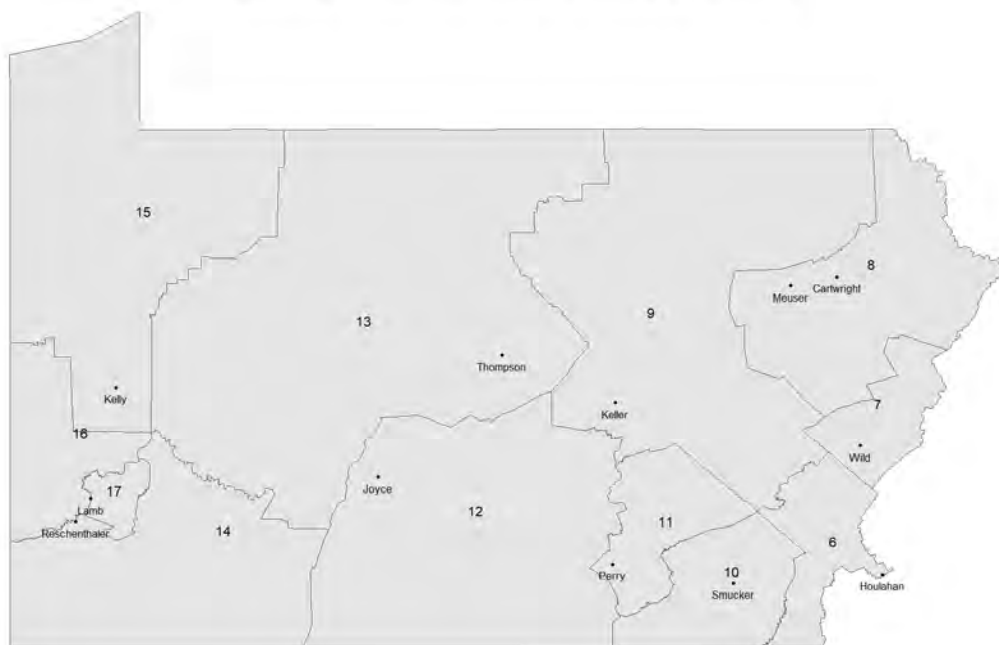 15
8
Meuser
Cartwright
13
9
Thompson
Kelly
Keller
7
16
Wild
Joyce
17
Lamb
12
11
Reschenthaler
14
6
Perry
10
Houlahan
Smucker